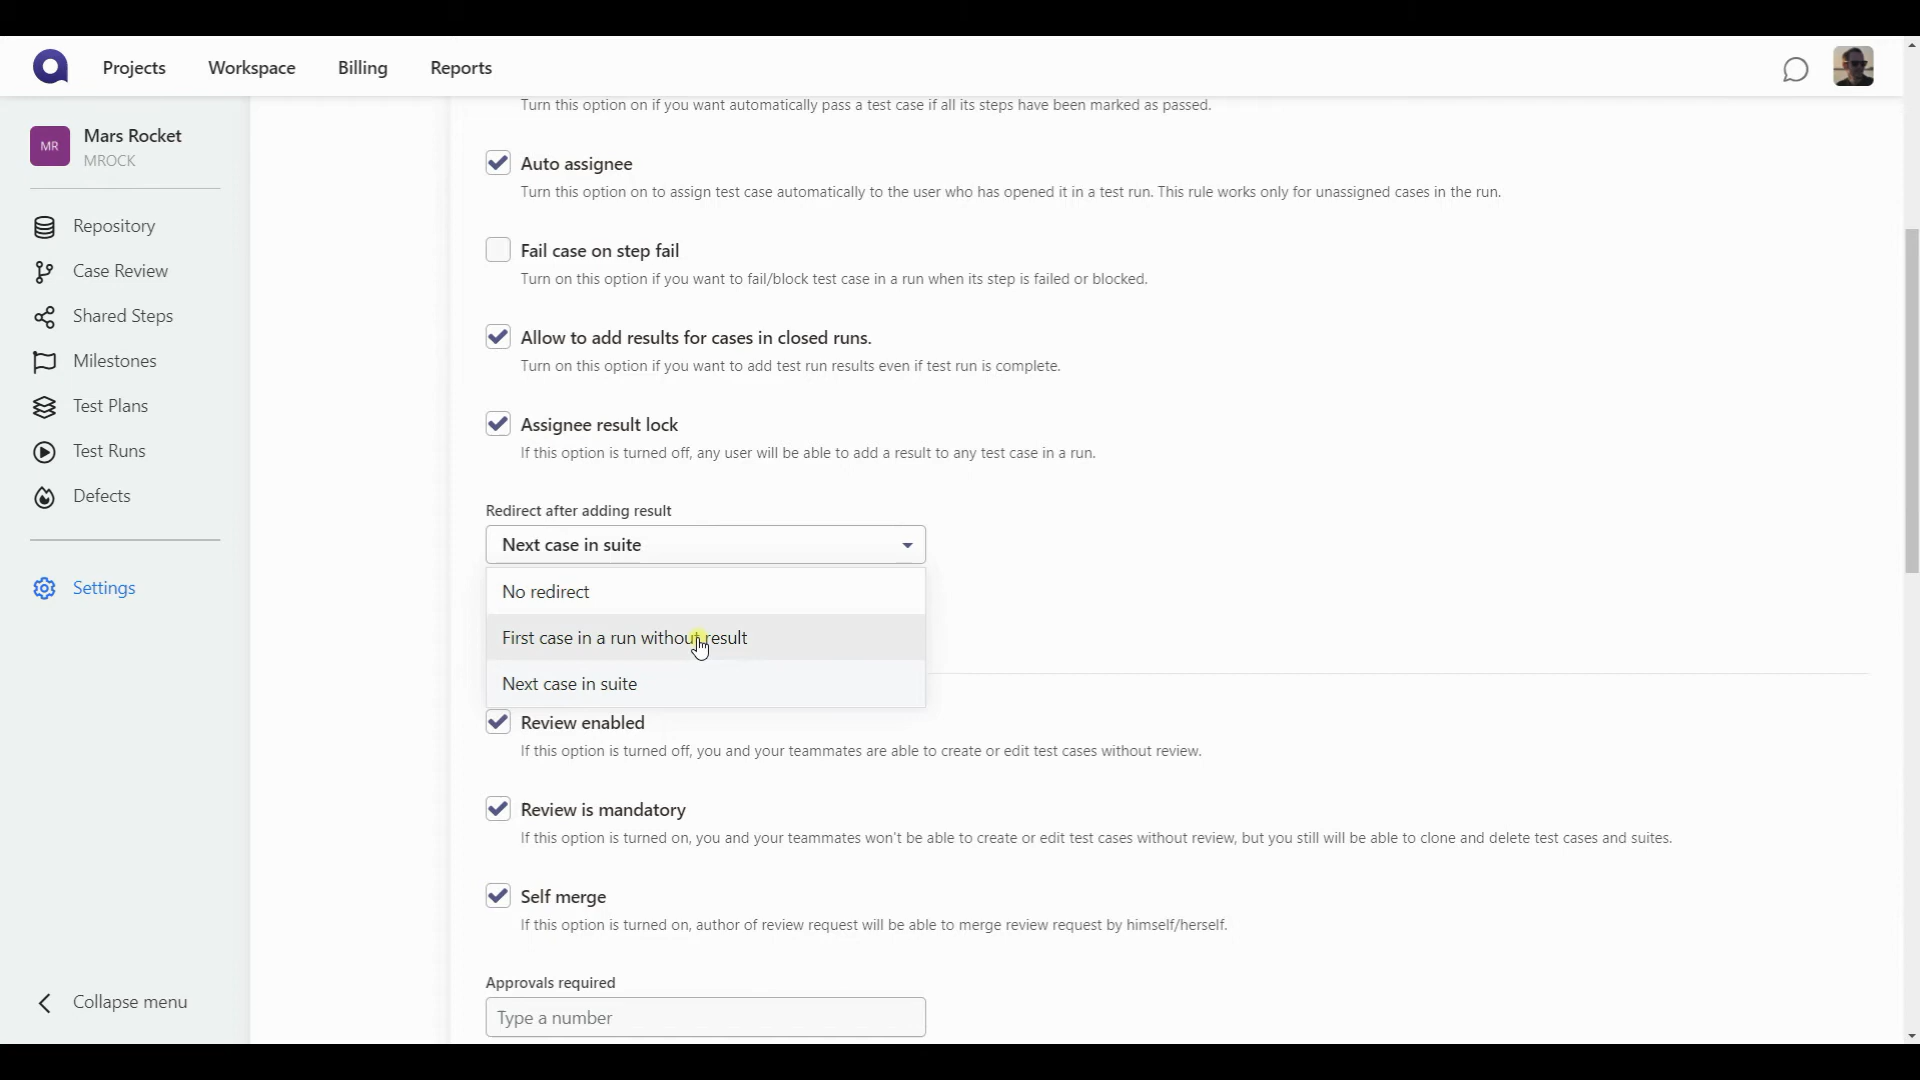 Projects
Workspace
Billing
Reports
MR
Mars Rocket
MROCK
Repository
Case Review
Shared Steps
Milestones
Test Plans
Test Runs
Defects
Settings
Collapse menu
Turn this option on if you want automatically pass a test case if all its steps have been marked as passed.
Auto assignee
Turn this option on to assign test case automatically to the user who has opened it in a test run. This rule works only for unassigned cases in the run.
Fail case on step fail
Turn on this option if you want to fail/block test case in a run when its step is failed or blocked.
Allow to add results for cases in closed runs.
Turn on this option if you want to add test run results even if test run is complete.
Assignee result lock
If this option is turned off, any user will be able to add a result to any test case in a run.
Redirect after adding result
Next case in suite
No redirect
First case in a run without result
Next case in suite
Review enabled
If this option is turned off, you and your teammates are able to create or edit test cases without review.
Review is mandatory
If this option is turned on, you and your teammates won't be able to create or edit test cases without review, but you still will be able to clone and delete test cases and suites.
Self merge
If this option is turned on, author of review request will be able to merge review request by himself/herself.
Approvals required
Type a number